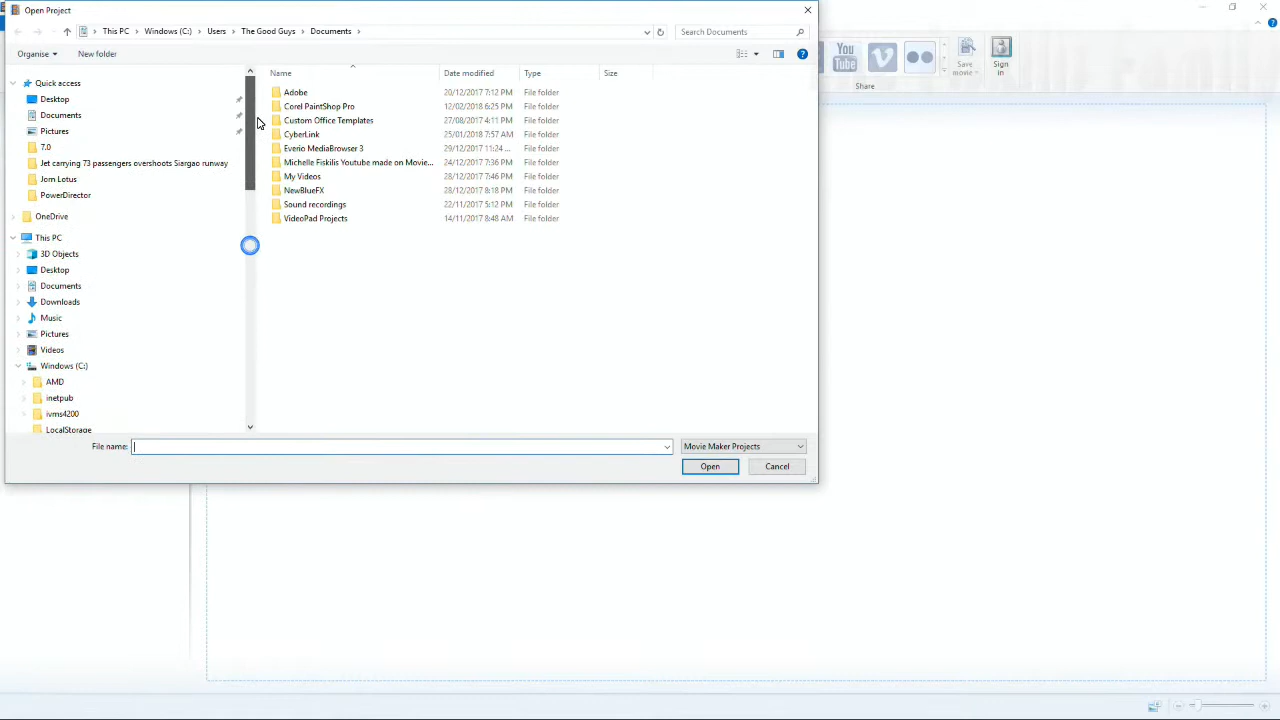 Open Project
This PC
Windows (C:)
Users
The Good Guys
Documents
Search Documents
Organise
New folder
Share
You
Tube
Save
movie
Sign
in
Name
Date modified
Type
Size
Quick access
Desktop
Documents
Pictures
7.0
Jet carrying 73 passengers overshoots Siargao runway
Jorn Lotus
PowerDirector
OneDrive
This PC
3D Objects
Desktop
Documents
Downloads
Music
Pictures
Videos
Windows (C:)
AMD
inetpub
ivms4200
LocalStorage
Adobe 20/12/2017 7:12 PM File folder
Corel PaintShop Pro 12/02/2018 6:25 PM File folder
Custom Office Templates 27/08/2017 4:11 PM File folder
CyberLink 25/01/2018 7:57 AM File folder
Everio MediaBrowser 3 29/12/2017 11:24 ... File folder
Michelle Fiskilis Youtube made on Movie... 24/12/2017 7:36 PM File folder
My Videos 28/12/2017 7:46 PM File folder
NewBlueFX 28/12/2017 8:18 PM File folder
Sound recordings 22/11/2017 5:12 PM File folder
VideoPad Projects 14/11/2017 8:48 AM File folder
File name:
Movie Maker Projects
Open
Cancel